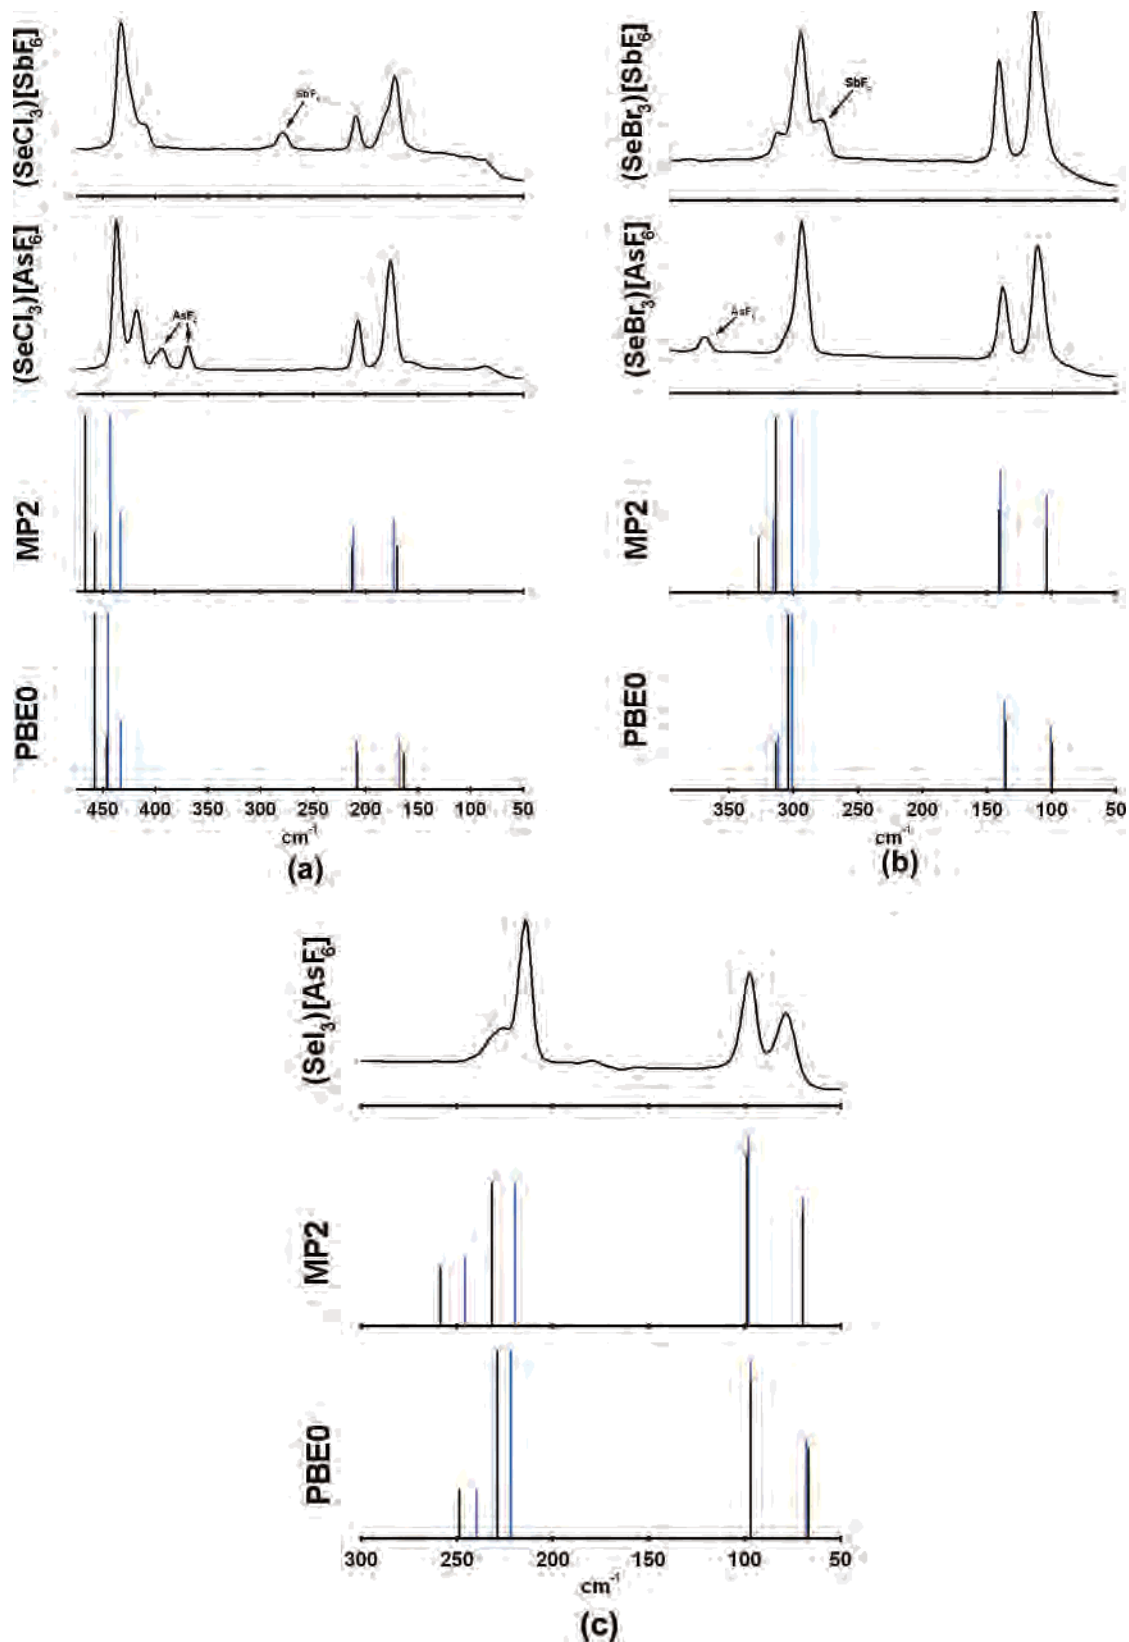 (SeCl3)[SbF6]
SbF6
(SeCl3)[AsF6]
AsF6
MP2
PBE0
450 400 350 300 250 200 150 100 50
cm-1
(a)
(SeBr3)[SbF6]
SbF6
(SeBr3)[AsF6]
AsF6
MP2
PBE0
350 300 250 200 150 100 50
cm-1
(b)
(SeI3)[AsF6]
MP2
PBE0
300 250 200 150 100 50
cm-1
(c)